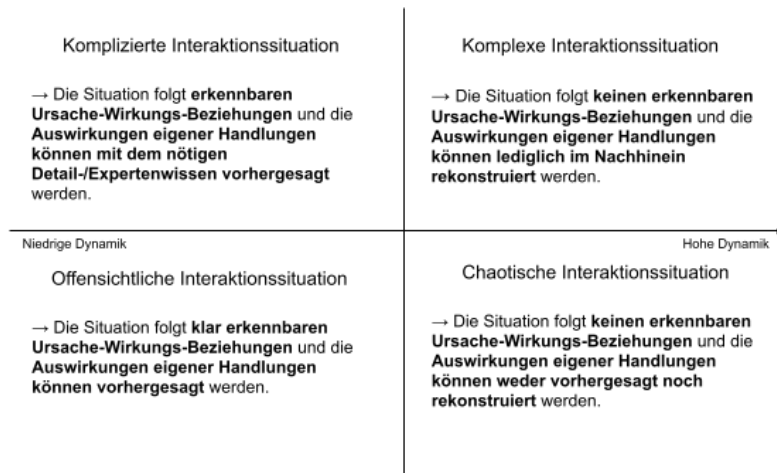 Komplizierte Interaktionssituation
→ Die Situation folgt erkennbaren
Ursache-Wirkungs-Beziehungen und die
Auswirkungen eigener Handlungen
können mit dem nötigen
Detail-/Expertenwissen vorhergesagt
werden.
Komplexe Interaktionssituation
→ Die Situation folgt keinen erkennbaren
Ursache-Wirkungs-Beziehungen und die
Auswirkungen eigener Handlungen
können lediglich im Nachhinein
rekonstruiert werden.
Niedrige Dynamik
Hohe Dynamik
Offensichtliche Interaktionssituation
→ Die Situation folgt klar erkennbaren
Ursache-Wirkungs-Beziehungen und die
Auswirkungen eigener Handlungen
können vorhergesagt werden.
Chaotische Interaktionssituation
→ Die Situation folgt keinen erkennbaren
Ursache-Wirkungs-Beziehungen und die
Auswirkungen eigener Handlungen
können weder vorhergesagt noch
rekonstruiert werden.